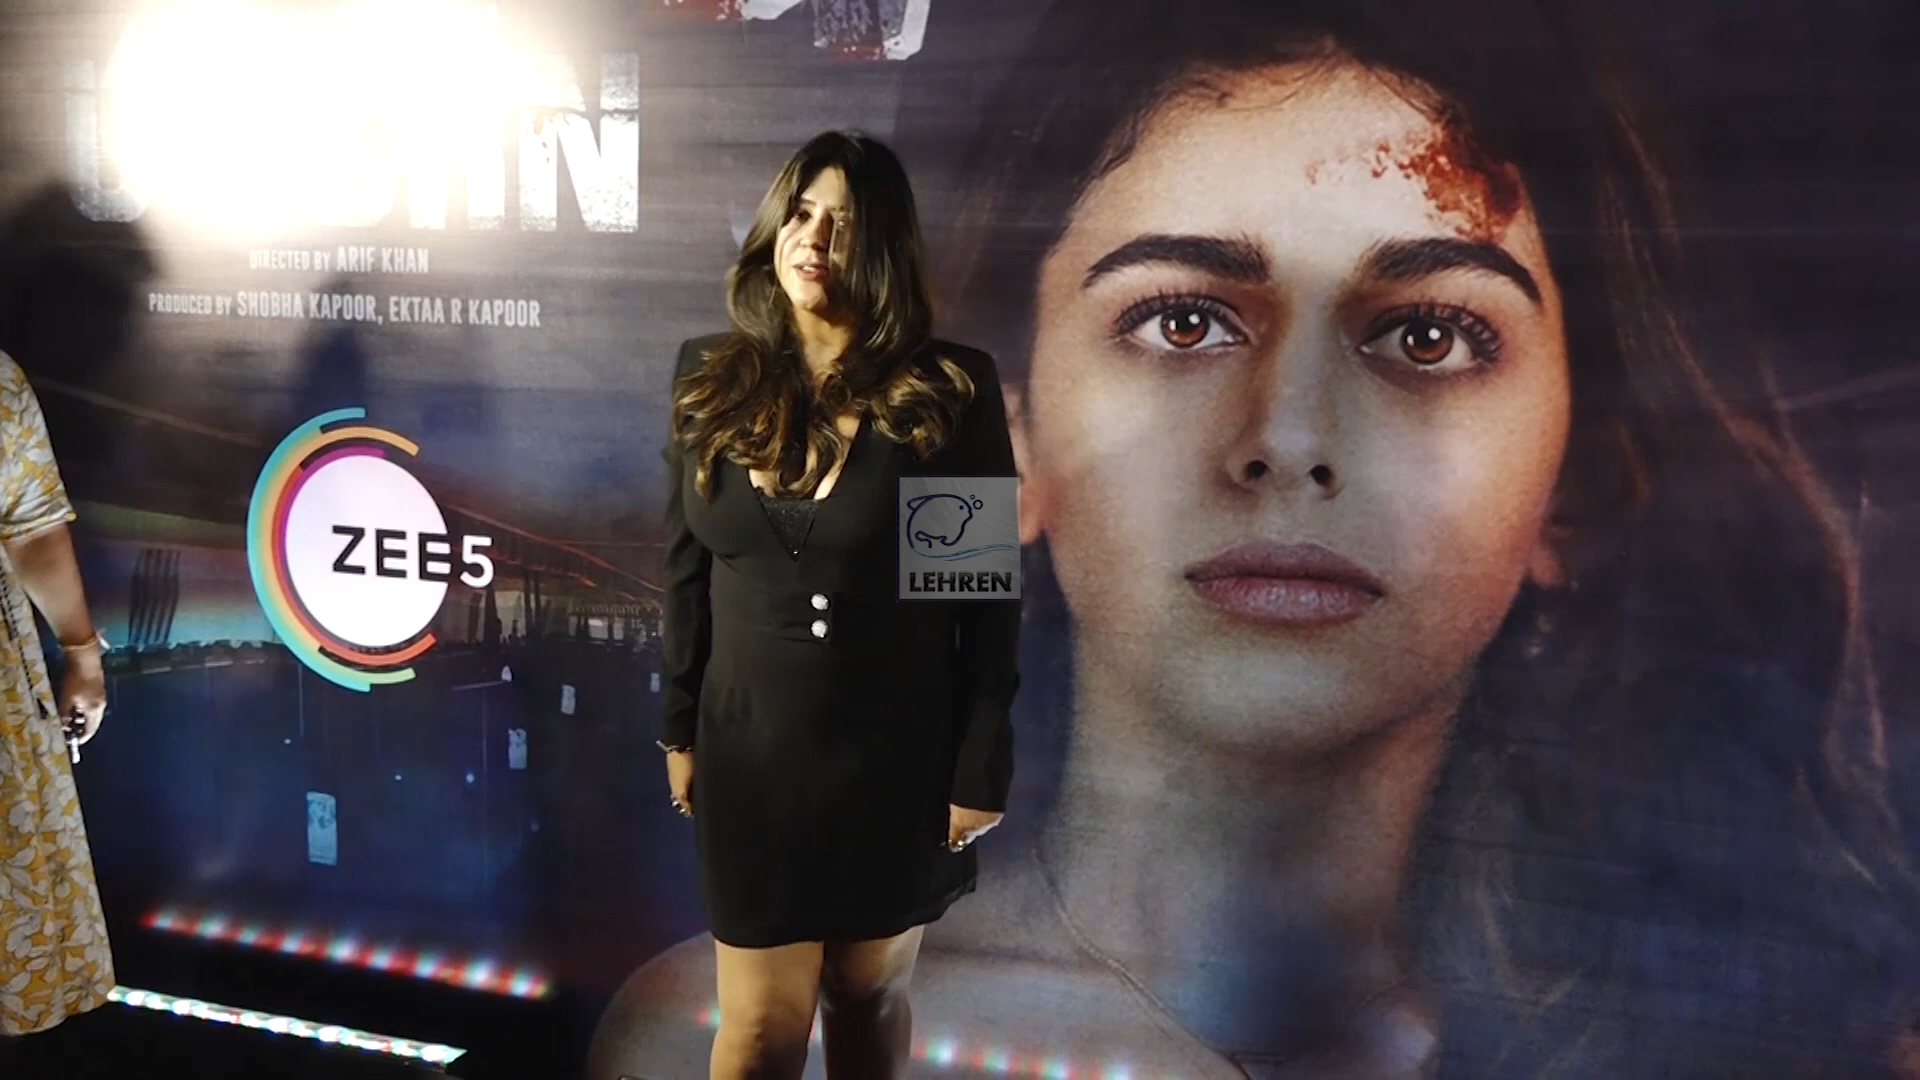 DIRECTED BY ARIF KHAN
PRODUCED BY SHOBHA KAPOOR, EKTAA R KAPOOR
ZEE5
LEHREN